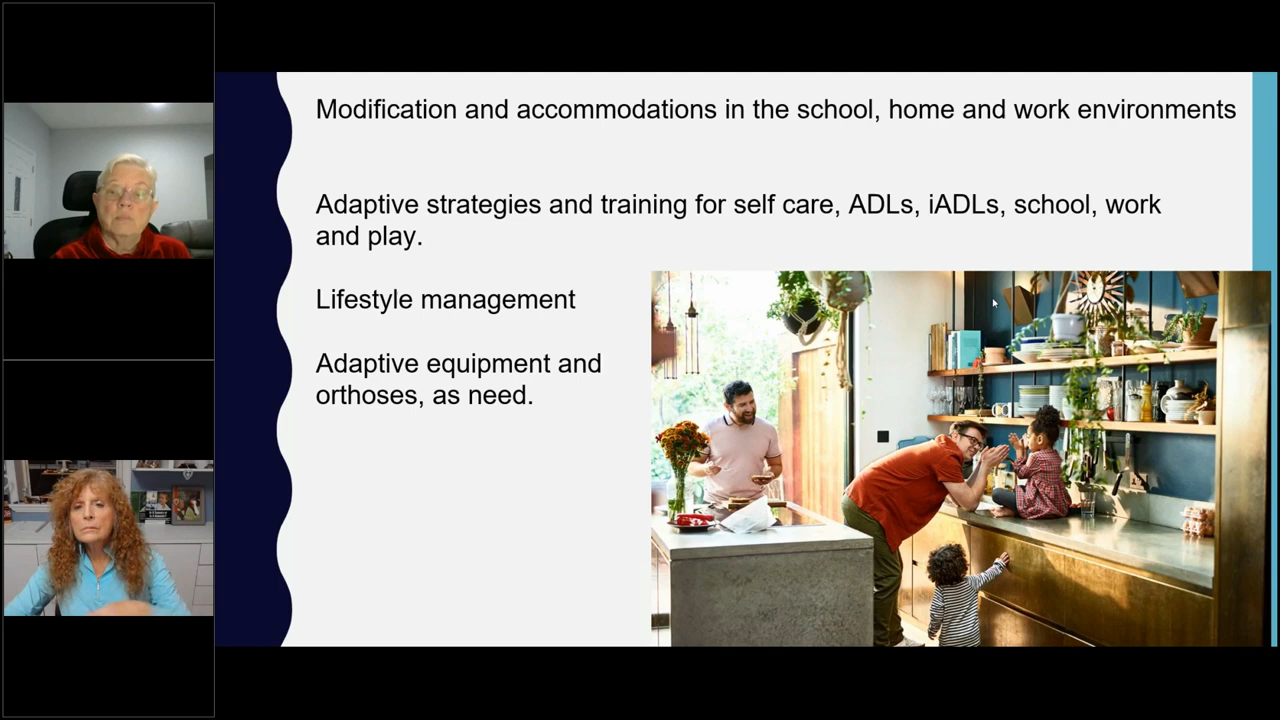 Modification and accommodations in the school, home and work environments
Adaptive strategies and training for self care, ADLs, iADLs, school, work
and play.
Lifestyle management
Adaptive equipment and
orthoses, as need.